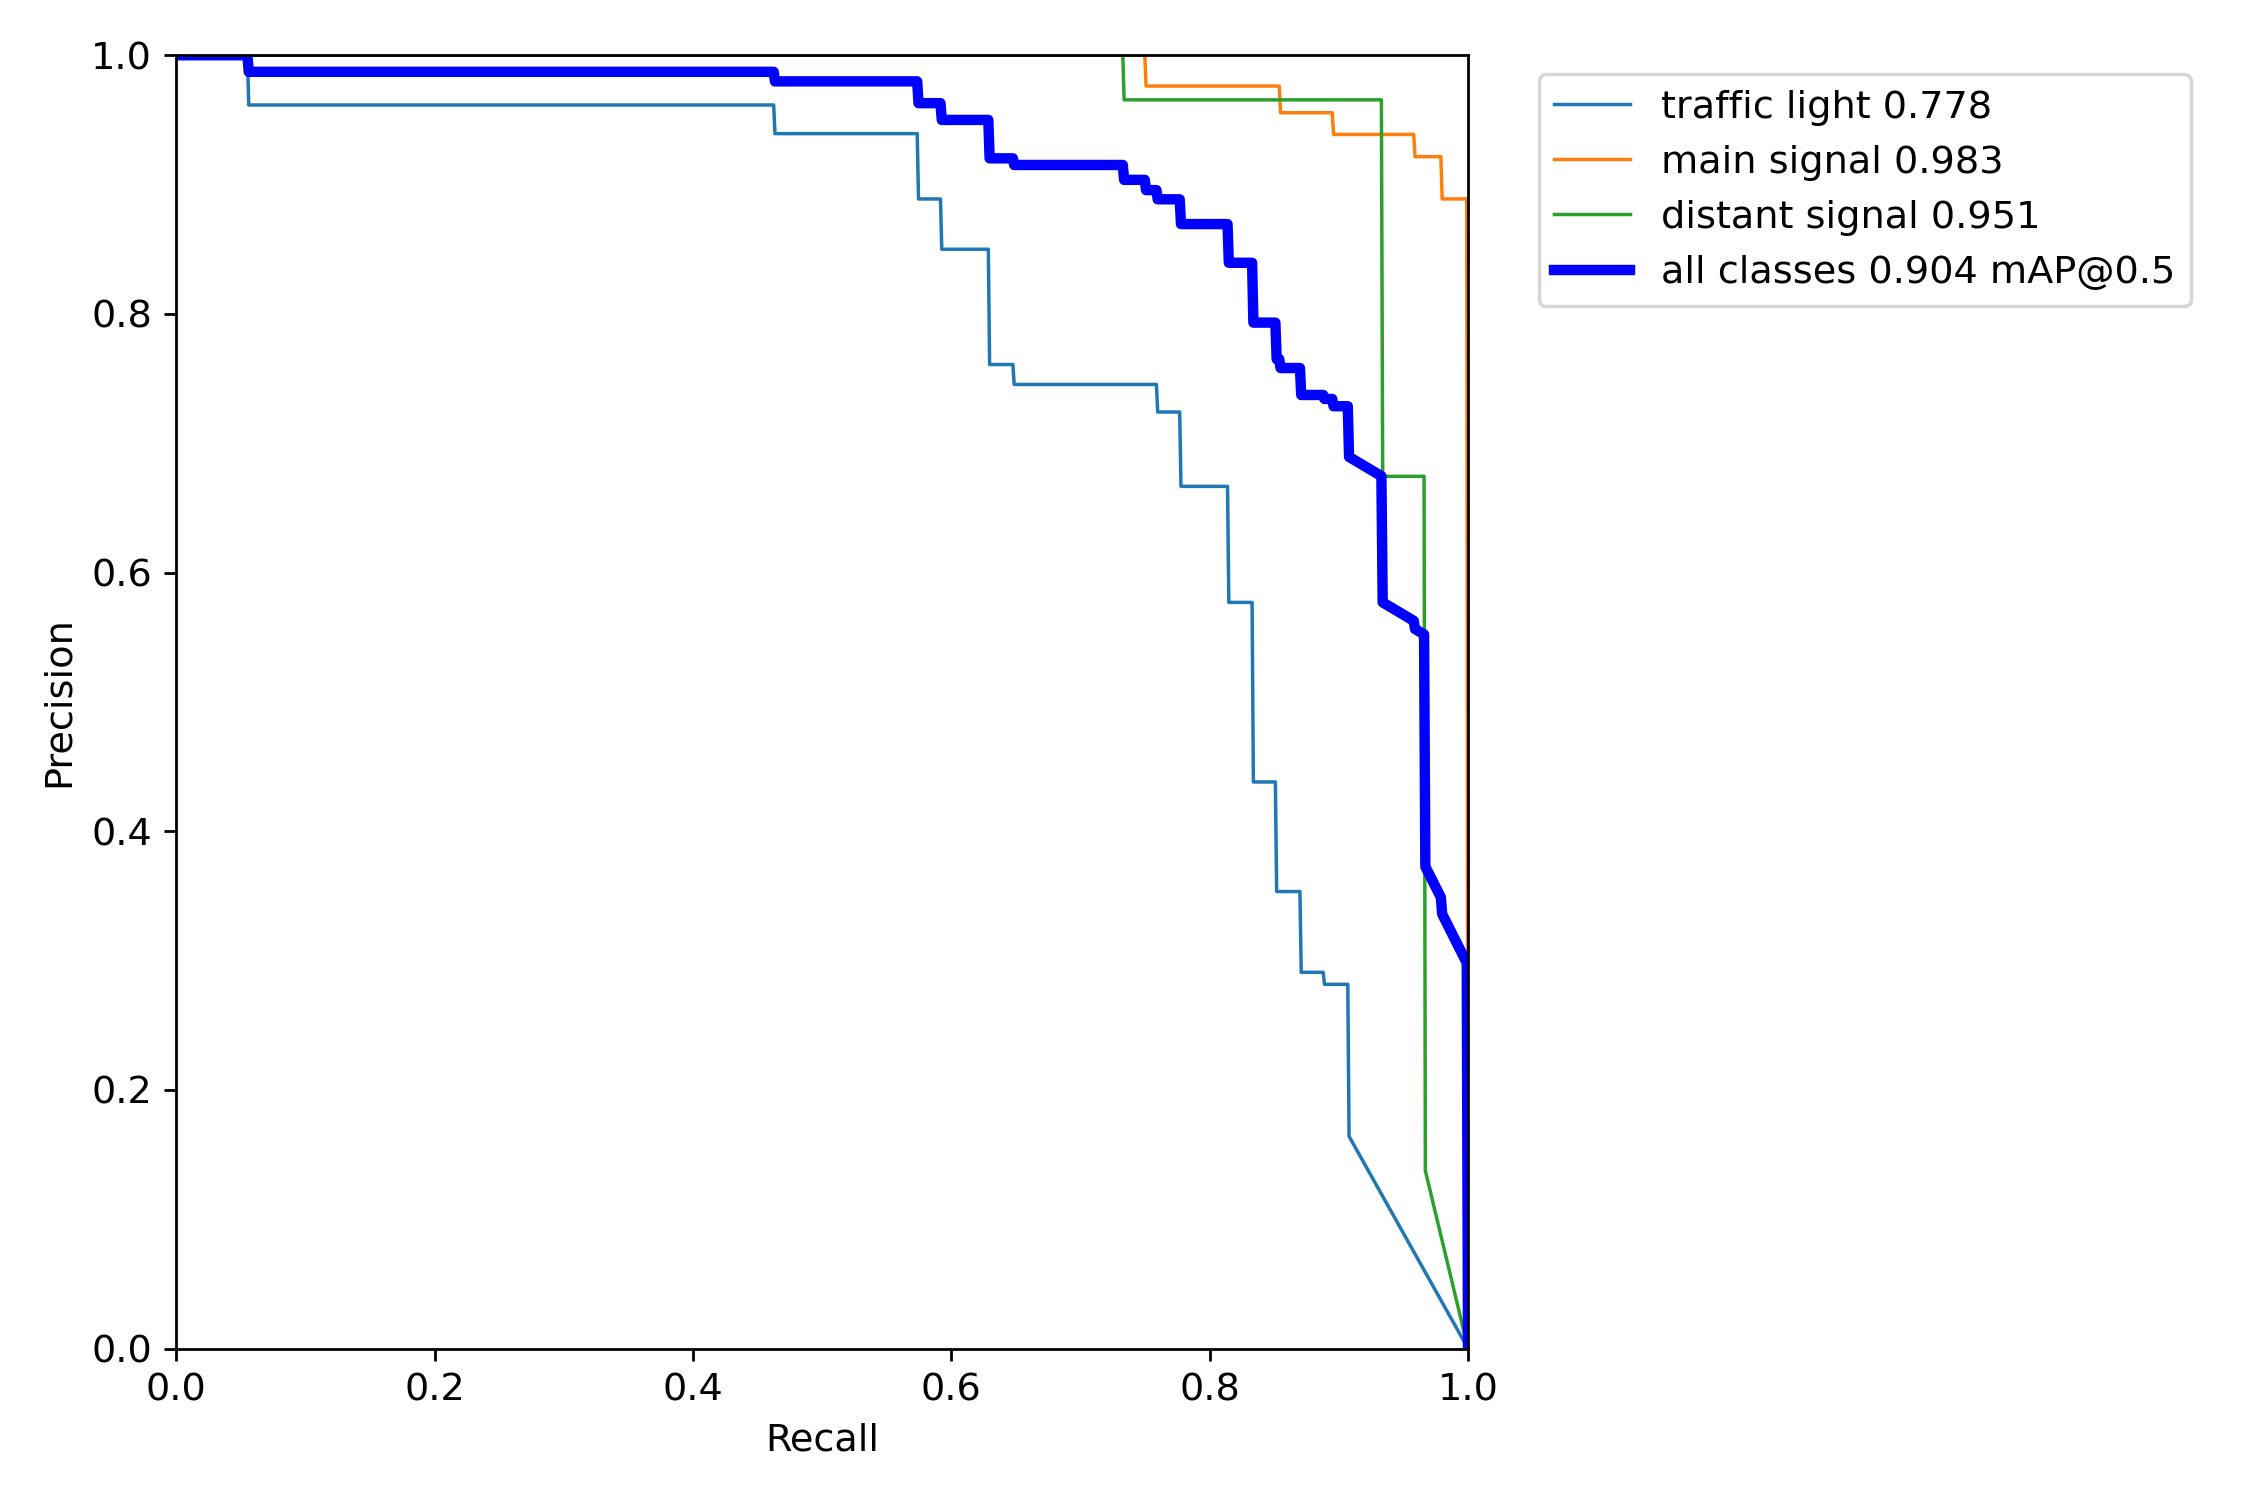 1.0
0.8
0.6
0.4
0.2
0.0
Precision
0.0 0.2 0.4 0.6 0.8 1.0
Recall
traffic light 0.778
main signal 0.983
distant signal 0.951
all classes 0.904 mAP@0.5